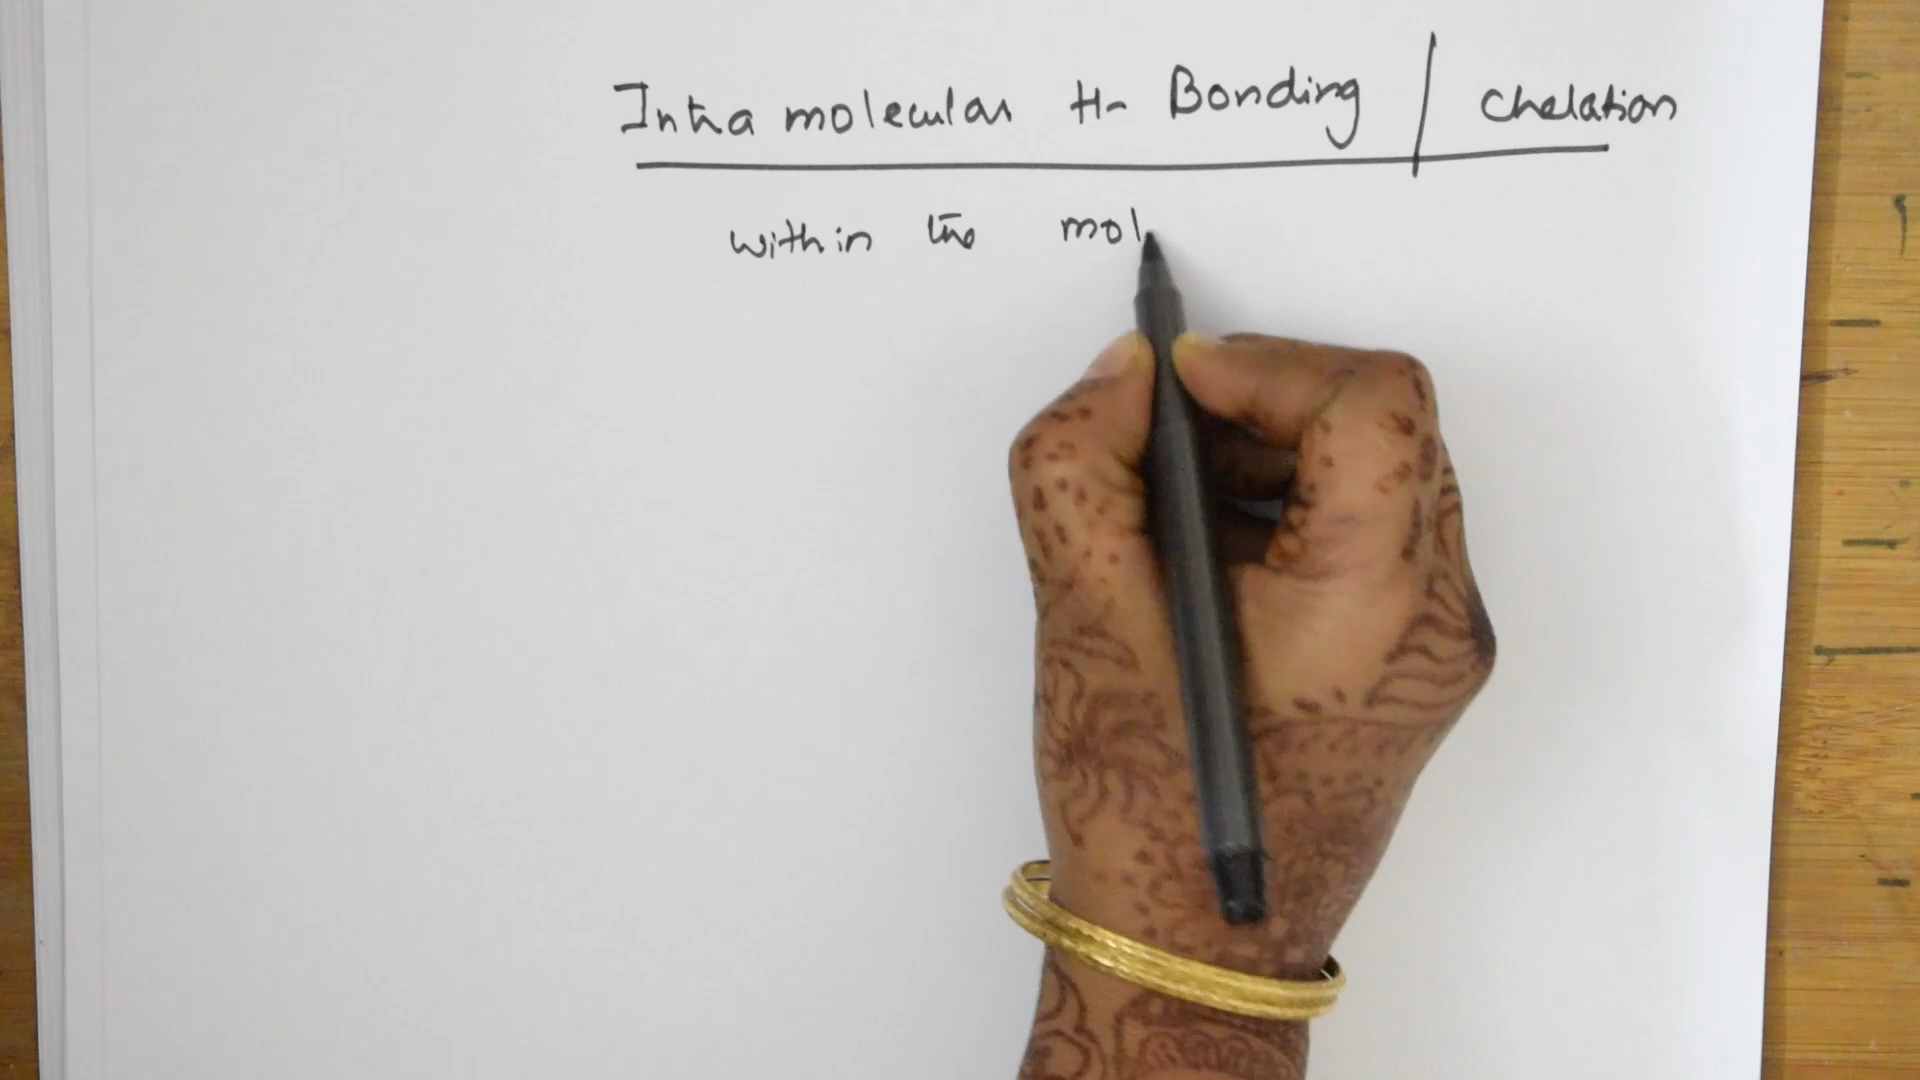 Intra molecular H- Bonding | chelation
within the mol